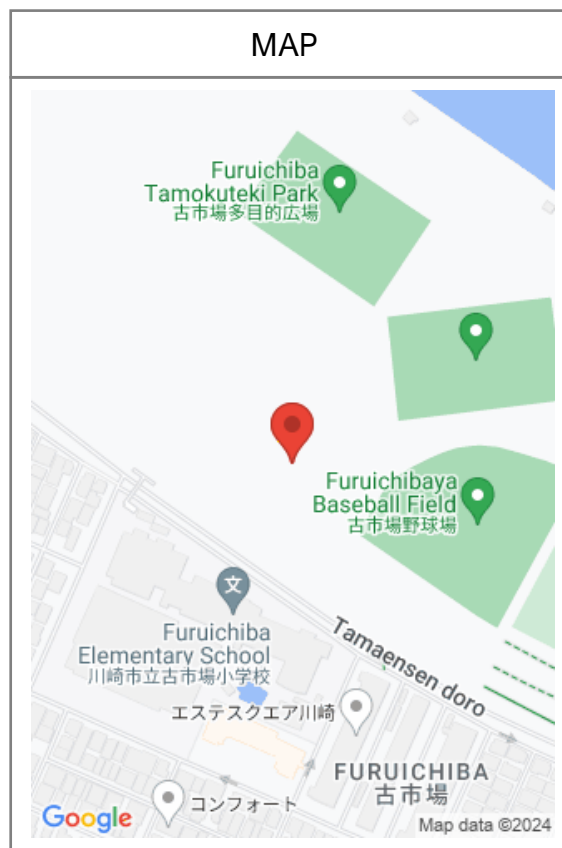 MAP
Furuichiba
Tamokuteki Park
古市場多目的広場
Furuichibaya
Baseball Field
古市場野球場
文
Furuichiba
Elementary School
川崎市立古市場小学校
Tamaensen doro
エステスクエア川崎
FURUICHIBA
古市場
コンフォート
Google
Map data ©2024